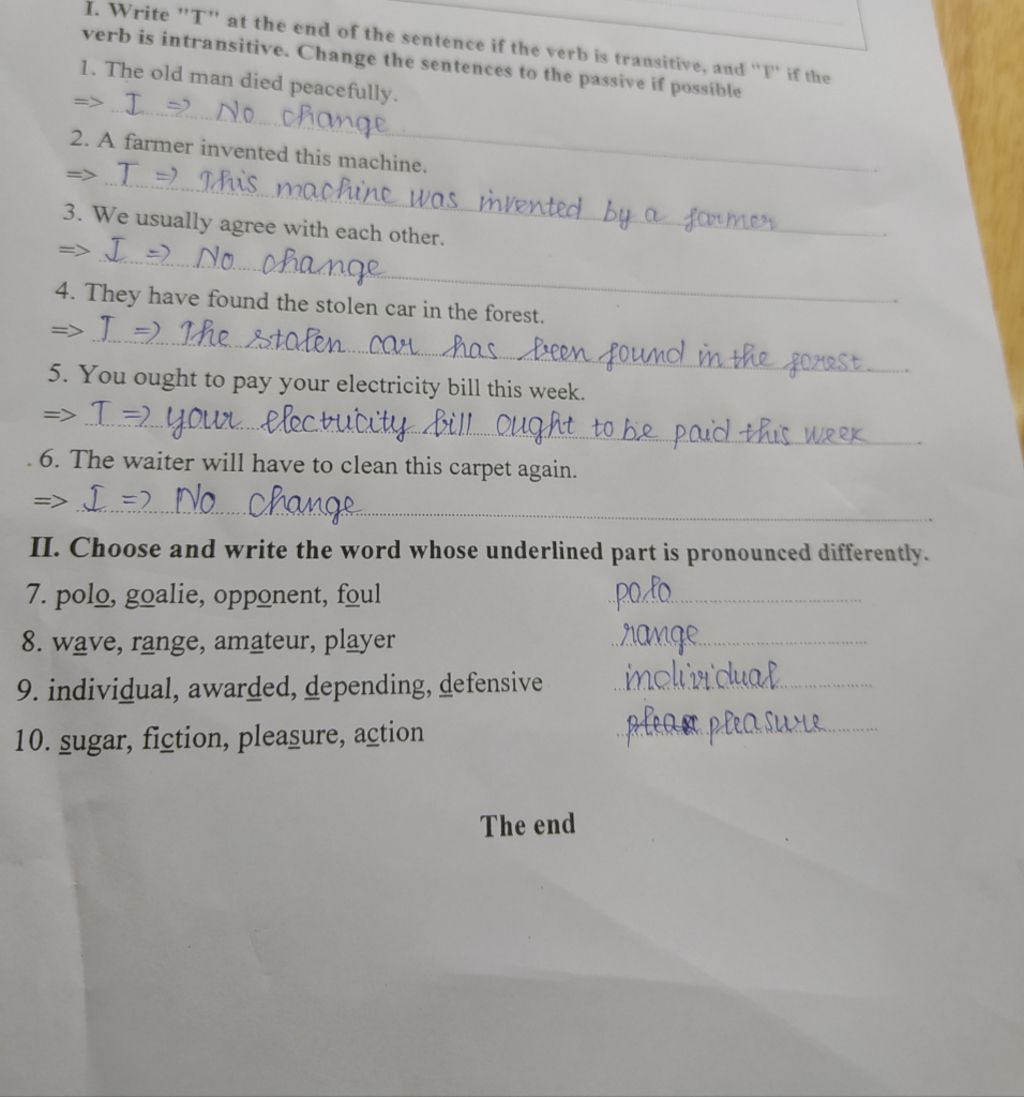 I. Write "T" at the end of the sentence if the verb is transitive, and "I" if the
verb is intransitive. Change the sentences to the passive if possible
1. The old man died peacefully.
=> I => No change
2. A farmer invented this machine.
=> T => This machine was invented by a farmer
3. We usually agree with each other.
=> I => No change
4. They have found the stolen car in the forest.
=> T => The stolen car has been found in the forest.
5. You ought to pay your electricity bill this week.
=> T => your electricity bill ought to be paid this week
6. The waiter will have to clean this carpet again.
=> I => No change
II. Choose and write the word whose underlined part is pronounced differently.
7. polo, goalie, opponent, foul polo
8. wave, range, amateur, player range
9. individual, awarded, depending, defensive individual
10. sugar, fiction, pleasure, action pleasure
The end